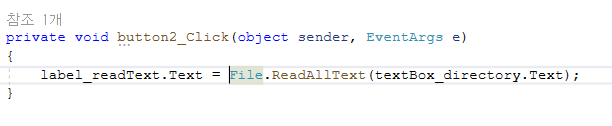 참조 1개
private void button2_Click(object sender, EventArgs e)
{
    label_readText.Text = File.ReadAllText(textBox_directory.Text);
}